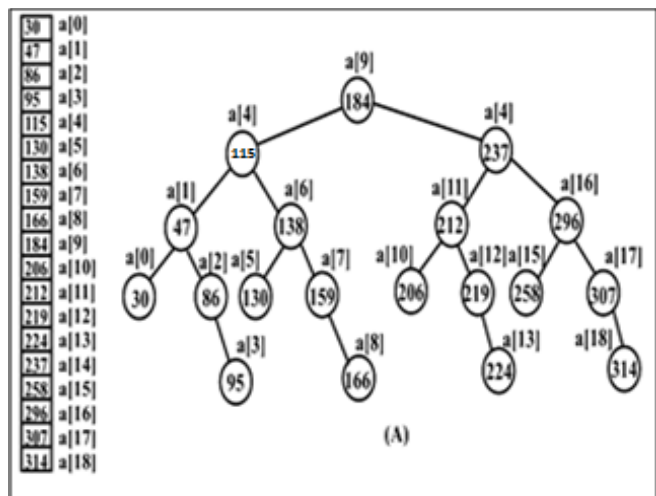 30 a[0]
47 a[1]
86 a[2]
95 a[3]
115 a[4]
130 a[5]
138 a[6]
159 a[7]
166 a[8]
184 a[9]
206 a[10]
212 a[11]
219 a[12]
224 a[13]
237 a[14]
258 a[15]
296 a[16]
307 a[17]
314 a[18]
a[9]
184
a[4] a[4]
115 237
a[1] a[6] a[11] a[16]
47 138 212 296
a[0] a[2] a[5] a[7] a[10] a[12] a[15] a[17]
30 86 130 159 206 219 258 307
a[3] a[8] a[13] a[18]
95 166 224 314
(A)